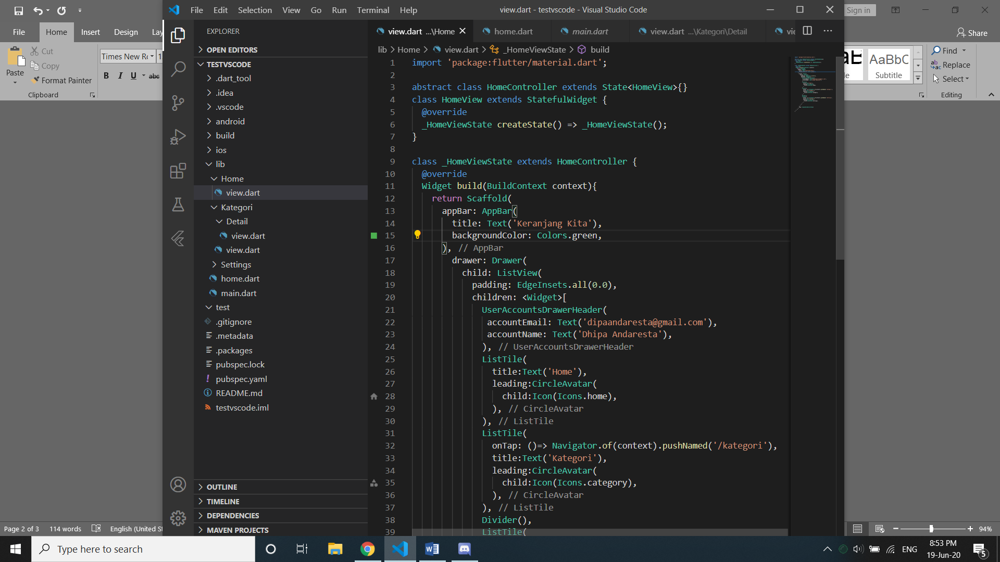 File Edit Selection View Go Run Terminal Help
view.dart - testvscode - Visual Studio Code
Sign in
File Home Insert Design Lay
Share
Cut
Copy
Format Painter
Paste
Clipboard
Times New Ro
B I U abc
AaBbC
Subtitle
Find
Replace
Select
Editing
EXPLORER
OPEN EDITORS
TESTVSCODE
.dart_tool
.idea
.vscode
android
build
ios
lib
Home
view.dart
Kategori
Detail
view.dart
view.dart
Settings
home.dart
main.dart
test
.gitignore
.metadata
.packages
pubspec.lock
pubspec.yaml
README.md
testvscode.iml
OUTLINE
TIMELINE
DEPENDENCIES
MAVEN PROJECTS
view.dart ...\Home home.dart main.dart view.dart ...\Kategori\Detail
lib > Home > view.dart > _HomeViewState > build
1 import 'package:flutter/material.dart';
2
3 abstract class HomeController extends State<HomeView>{}
4 class HomeView extends StatefulWidget {
5 @override
6 _HomeViewState createState() => _HomeViewState();
7 }
8
9 class _HomeViewState extends HomeController {
10 @override
11 Widget build(BuildContext context){
12 return Scaffold(
13 appBar: AppBar(
14 title: Text('Keranjang Kita'),
15 backgroundColor: Colors.green,
16 ), // AppBar
17 drawer: Drawer(
18 child: ListView(
19 padding: EdgeInsets.all(0.0),
20 children: <Widget>[
21 UserAccountsDrawerHeader(
22 accountEmail: Text('dipaandaresta@gmail.com'),
23 accountName: Text('Dhipa Andaresta'),
24 ), // UserAccountsDrawerHeader
25 ListTile(
26 title:Text('Home'),
27 leading:CircleAvatar(
28 child:Icon(Icons.home),
29 ), // CircleAvatar
30 ), // ListTile
31 ListTile(
32 onTap: ()=> Navigator.of(context).pushNamed('/kategori'),
33 title:Text('Kategori'),
34 leading:CircleAvatar(
35 child:Icon(Icons.category),
36 ), // CircleAvatar
37 ), // ListTile
38 Divider(),
39 ListTile(
Page 2 of 3 114 words English (United St
94%
Type here to search
ENG
8:53 PM
19-Jun-20
5